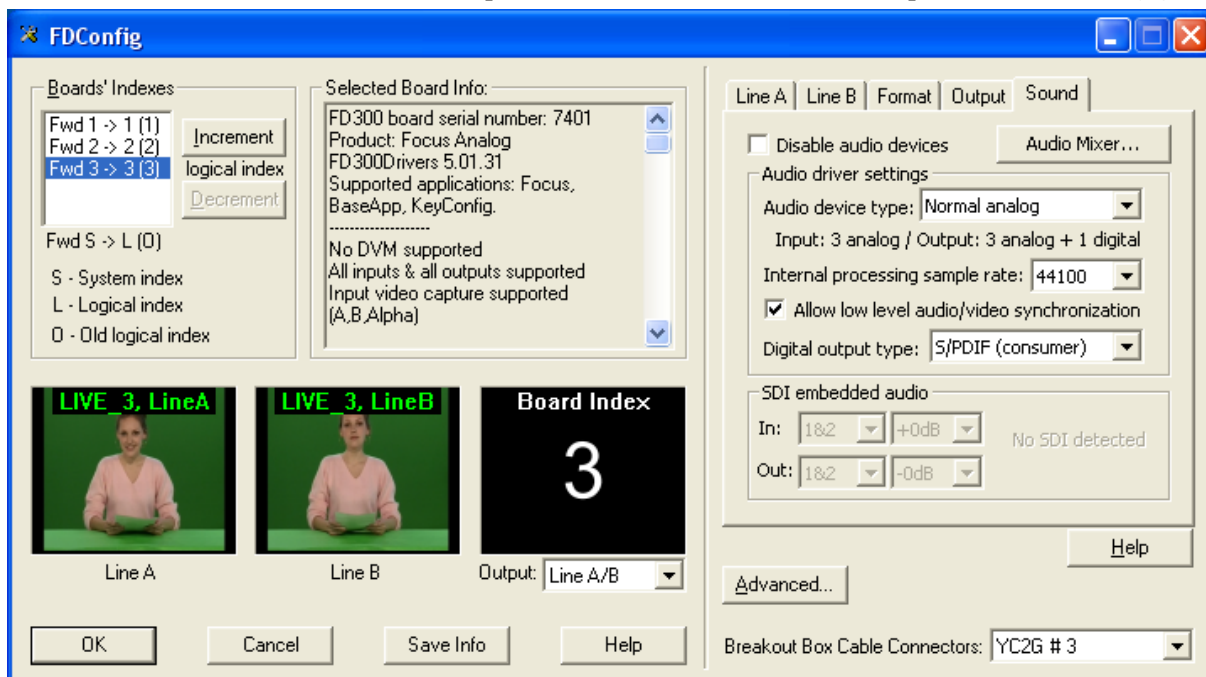 FDConfig
Boards' Indexes
Fwd 1 -> 1 (1)
Fwd 2 -> 2 (2)
Fwd 3 -> 3 (3)
Increment
logical index
Decrement
Fwd S -> L (O)
S - System index
L - Logical index
O - Old logical index
Selected Board Info:
FD300 board serial number: 7401
Product: Focus Analog
FD300Drivers 5.01.31
Supported applications: Focus,
BaseApp, KeyConfig.
--------------------
No DVM supported
All inputs & all outputs supported
Input video capture supported
(A,B,Alpha)
LIVE_3, LineA
Line A
LIVE_3, LineB
Line B
Board Index
3
Output: Line A/B
OK
Cancel
Save Info
Help
Line A
Line B
Format
Output
Sound
Disable audio devices
Audio Mixer...
Audio driver settings
Audio device type: Normal analog
Input: 3 analog / Output: 3 analog + 1 digital
Internal processing sample rate: 44100
Allow low level audio/video synchronization
Digital output type: S/PDIF (consumer)
SDI embedded audio
In: 1&2 +0dB
No SDI detected
Out: 1&2 -0dB
Help
Advanced...
Breakout Box Cable Connectors: YC2G # 3